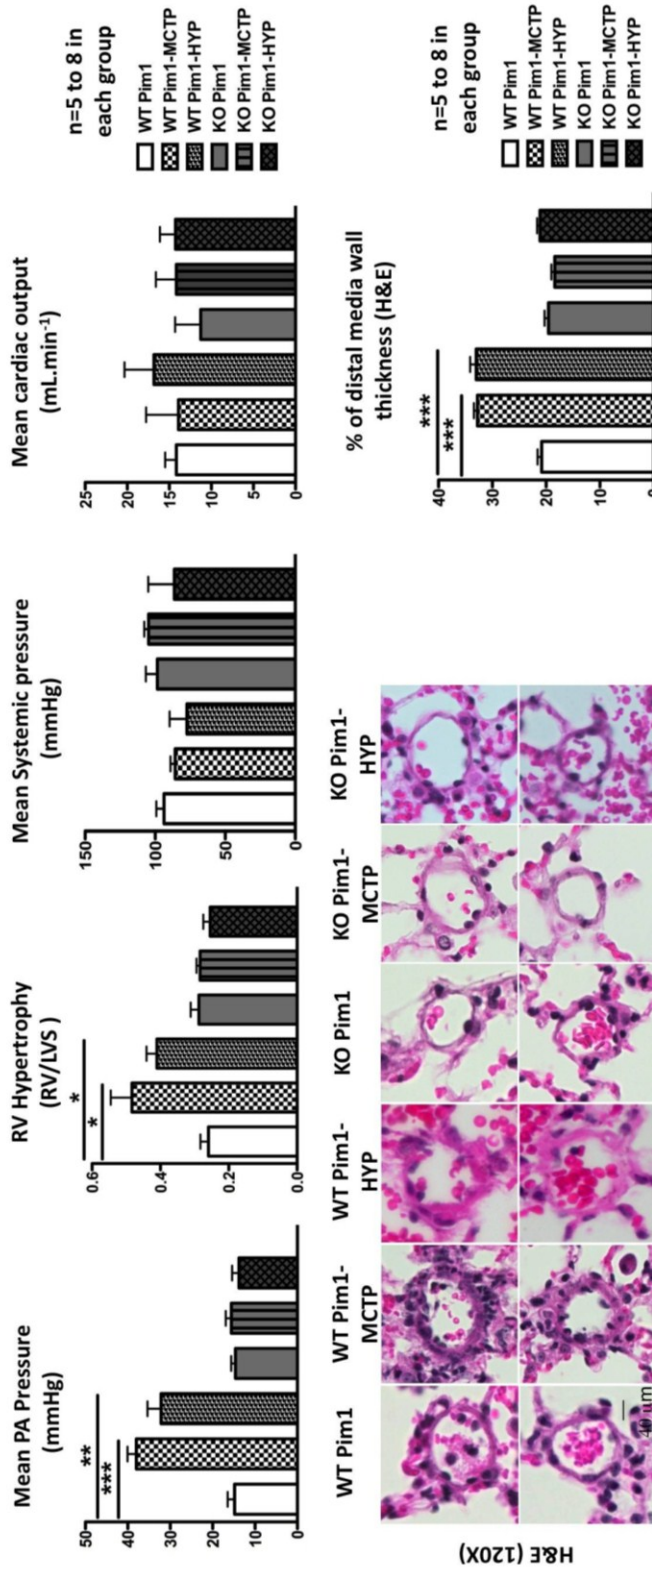 Mean PA Pressure
(mmHg)
50
40
30
20
10
0
**
***
RV Hypertrophy
(RV/LVS)
0.6
0.4
0.2
0.0
*
*
Mean Systemic pressure
(mmHg)
150
100
50
0
Mean cardiac output
(mL.min-1)
25
20
15
10
5
0
n=5 to 8 in
each group
WT Pim1
WT Pim1-MCTP
WT Pim1-HYP
KO Pim1
KO Pim1-MCTP
KO Pim1-HYP
H&E (120X)
WT Pim1
WT Pim1-
MCTP
WT Pim1-
HYP
KO Pim1
KO Pim1-
MCTP
KO Pim1-
HYP
40 µm
% of distal media wall
thickness (H&E)
40
30
20
10
0
***
***
n=5 to 8 in
each group
WT Pim1
WT Pim1-MCTP
WT Pim1-HYP
KO Pim1
KO Pim1-MCTP
KO Pim1-HYP